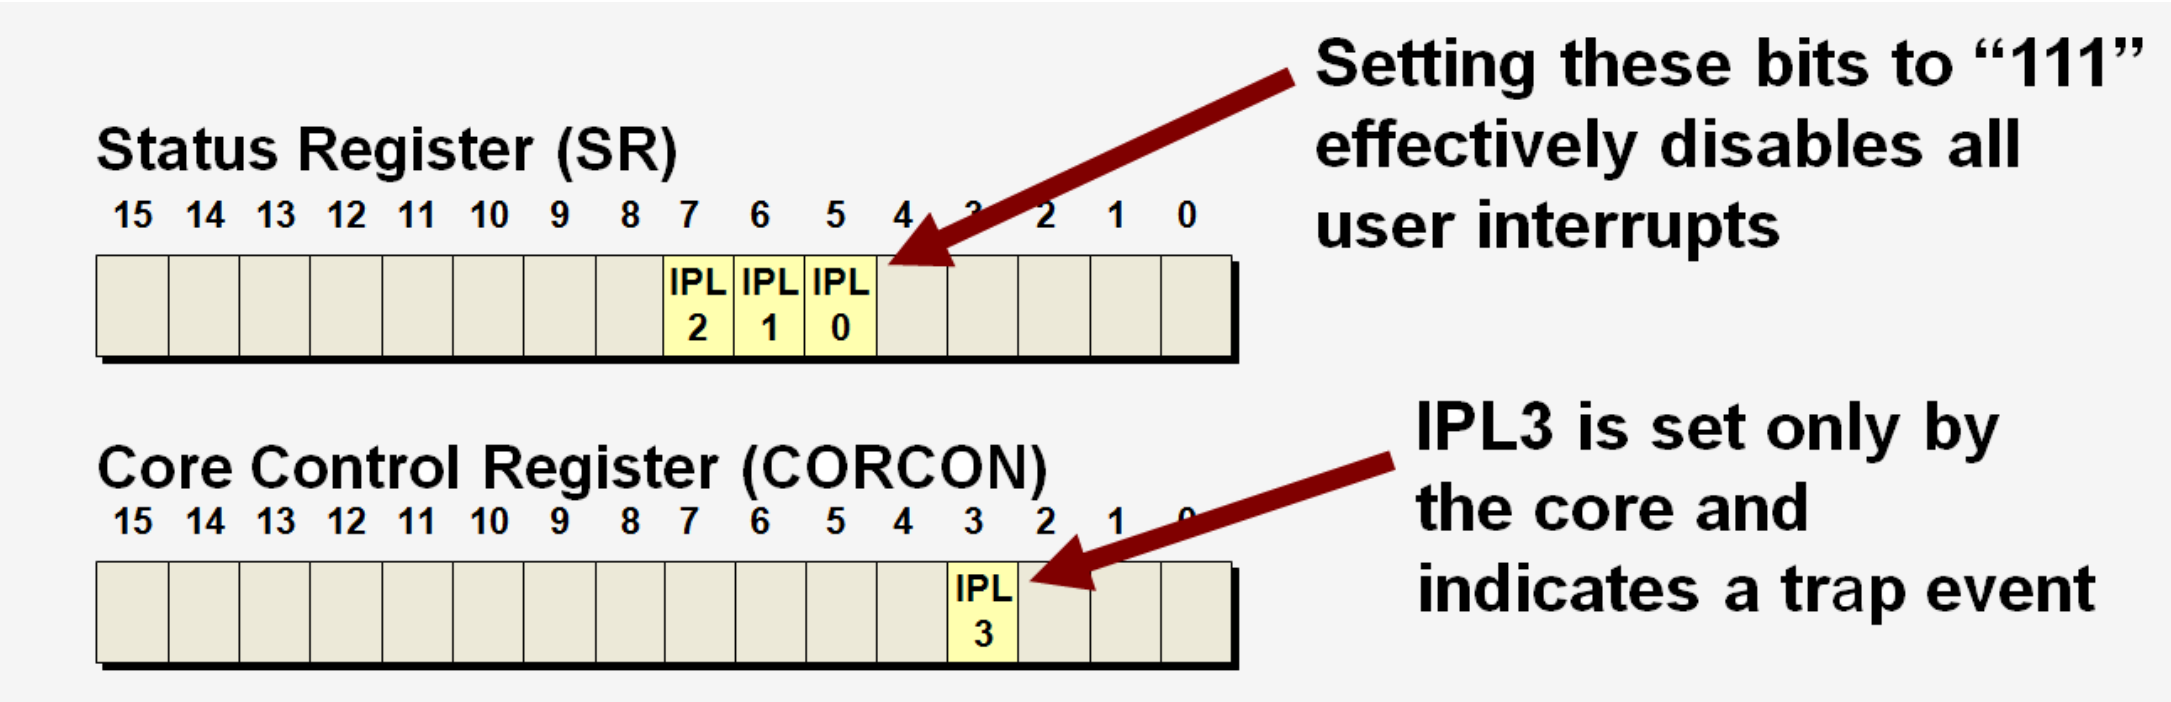 Setting these bits to “111”
effectively disables all
user interrupts
Status Register (SR)
15 14 13 12 11 10 9 8 7 6 5 4 3 2 1 0
IPL IPL IPL
2 1 0
IPL3 is set only by
the core and
indicates a trap event
Core Control Register (CORCON)
15 14 13 12 11 10 9 8 7 6 5 4 3 2 1 0
IPL
3